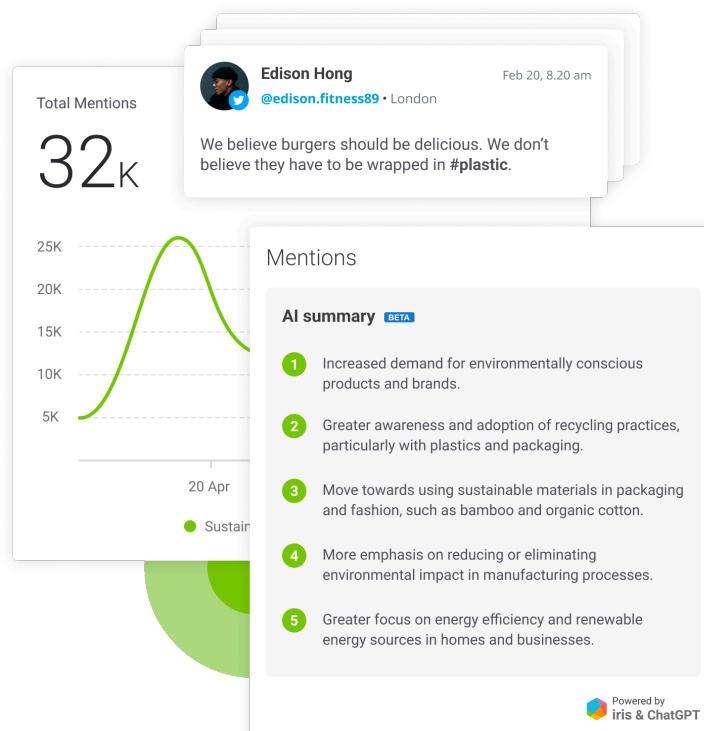 Edison Hong
Feb 20, 8.20 am
@edison.fitness89 • London
We believe burgers should be delicious. We don't
believe they have to be wrapped in #plastic.
Total Mentions
32K
25K
20K
15K
10K
5K
20 Apr
Sustain
Mentions
AI summary BETA
1 Increased demand for environmentally conscious
products and brands.
2 Greater awareness and adoption of recycling practices,
particularly with plastics and packaging.
3 Move towards using sustainable materials in packaging
and fashion, such as bamboo and organic cotton.
4 More emphasis on reducing or eliminating
environmental impact in manufacturing processes.
5 Greater focus on energy efficiency and renewable
energy sources in homes and businesses.
Powered by
iris & ChatGPT